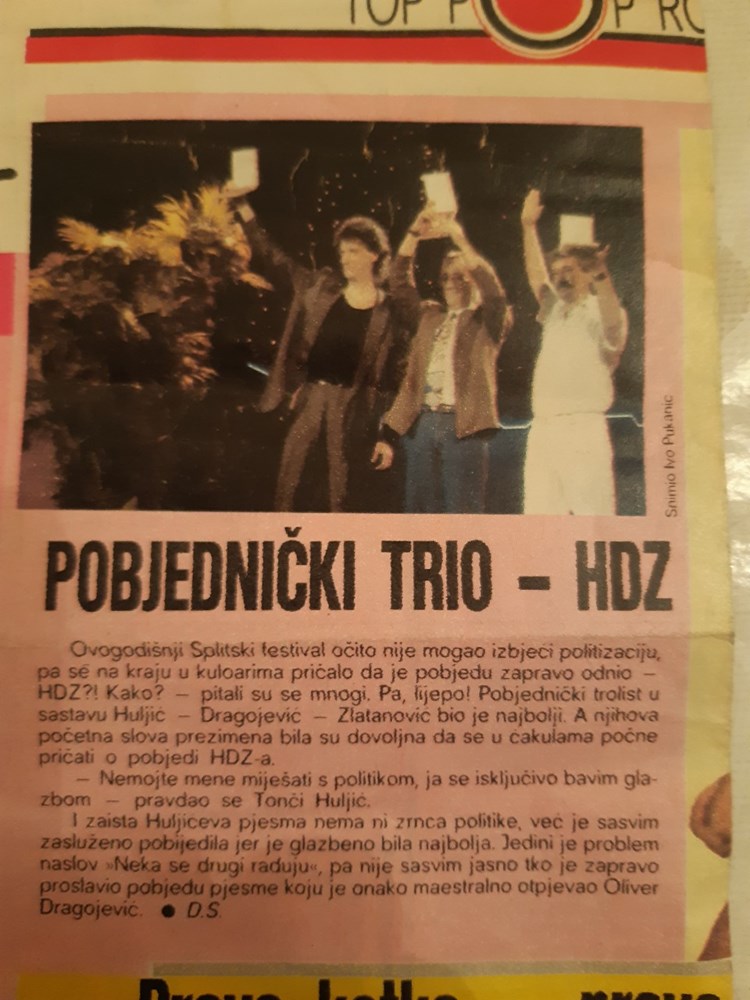 TOP P P RO
Snimio Ivo Pukanić
POBJEDNIČKI TRIO – HDZ
Ovogodišnji Splitski festival očito nije mogao izbjeći politizaciju,
pa se na kraju u kuloarima pričalo da je pobjedu zapravo odnio –
HDZ?! Kako? – pitali su se mnogi. Pa, lijepo! Pobjednički trolist u
sastavu Huljić – Dragojević – Zlatanović bio je najbolji. A njihova
početna slova prezimena bila su dovoljna da se u ćakulama počne
pričati o pobjedi HDZ-a.
– Nemojte mene miješati s politikom, ja se isključivo bavim gla-
zbom – pravdao se Tonči Huljić.
I zaista Huljićeva pjesma nema ni zrnca politike, već je sasvim
zasluženo pobijedila jer je glazbeno bila najbolja. Jedini je problem
naslov »Neka se drugi raduju«, pa nije sasvim jasno tko je zapravo
proslavio pobjedu pjesme koju je onako maestralno otpjevao Oliver
Dragojević. ● D.S.